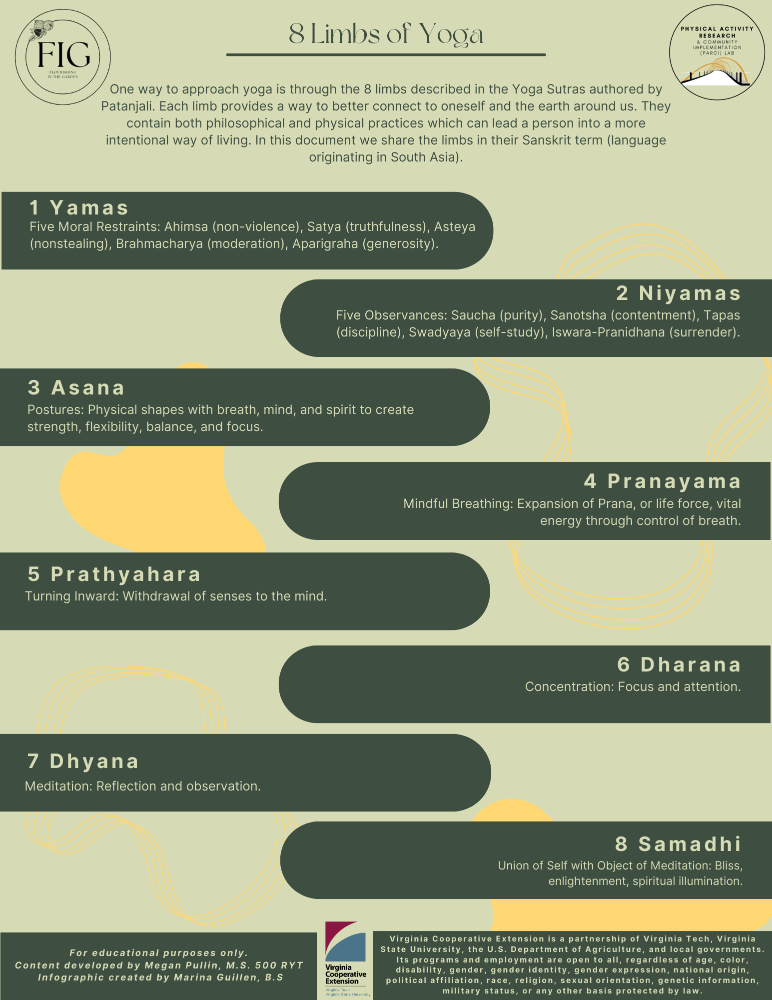 FIG
FLOURISHING
IN THE GARDEN
8 Limbs of Yoga
PHYSICAL ACTIVITY
RESEARCH
& COMMUNITY
IMPLEMENTATION
(PARCI) LAB
One way to approach yoga is through the 8 limbs described in the Yoga Sutras authored by
Patanjali. Each limb provides a way to better connect to oneself and the earth around us. They
contain both philosophical and physical practices which can lead a person into a more
intentional way of living. In this document we share the limbs in their Sanskrit term (language
originating in South Asia).
1 Yamas
Five Moral Restraints: Ahimsa (non-violence), Satya (truthfulness), Asteya
(nonstealing), Brahmacharya (moderation), Aparigraha (generosity).
2 Niyamas
Five Observances: Saucha (purity), Sanotsha (contentment), Tapas
(discipline), Swadyaya (self-study), Iswara-Pranidhana (surrender).
3 Asana
Postures: Physical shapes with breath, mind, and spirit to create
strength, flexibility, balance, and focus.
4 Pranayama
Mindful Breathing: Expansion of Prana, or life force, vital
energy through control of breath.
5 Prathyahara
Turning Inward: Withdrawal of senses to the mind.
6 Dharana
Concentration: Focus and attention.
7 Dhyana
Meditation: Reflection and observation.
8 Samadhi
Union of Self with Object of Meditation: Bliss,
enlightenment, spiritual illumination.
For educational purposes only.
Content developed by Megan Pullin, M.S. 500 RYT
Infographic created by Marina Guillen, B.S
Virginia
Cooperative
Extension
Virginia Tech.
Virginia State University
Virginia Cooperative Extension is a partnership of Virginia Tech, Virginia
State University, the U.S. Department of Agriculture, and local governments.
Its programs and employment are open to all, regardless of age, color,
disability, gender, gender identity, gender expression, national origin,
political affiliation, race, religion, sexual orientation, genetic information,
military status, or any other basis protected by law.